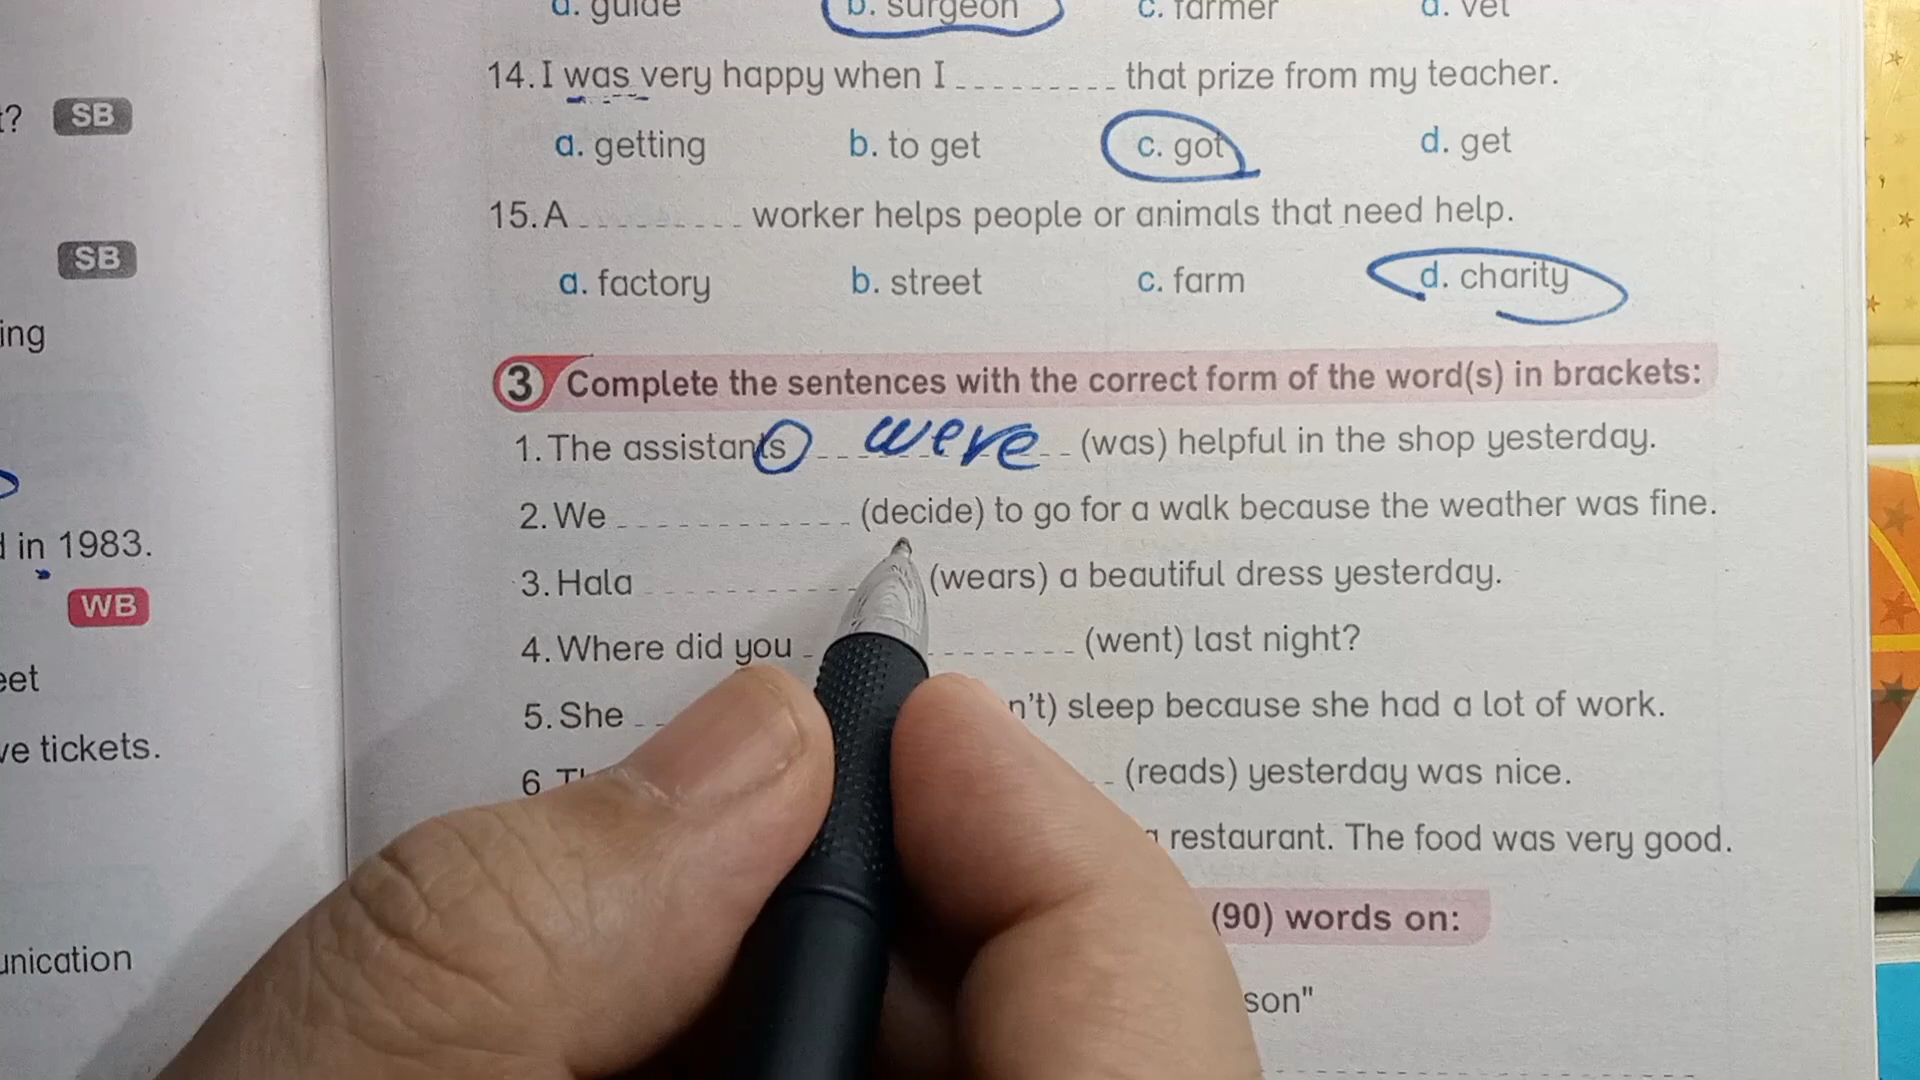 a. guide b. surgeon c. farmer d. vet
14. I was very happy when I that prize from my teacher.
a. getting b. to get c. got d. get
15. A worker helps people or animals that need help.
a. factory b. street c. farm d. charity
3 Complete the sentences with the correct form of the word(s) in brackets:
1. The assistants were (was) helpful in the shop yesterday.
2. We (decide) to go for a walk because the weather was fine.
3. Hala (wears) a beautiful dress yesterday.
4. Where did you (went) last night?
5. She n't) sleep because she had a lot of work.
6 (reads) yesterday was nice.
restaurant. The food was very good.
(90) words on:
son"
? SB
SB
ing
in 1983.
WB
eet
ve tickets.
unication